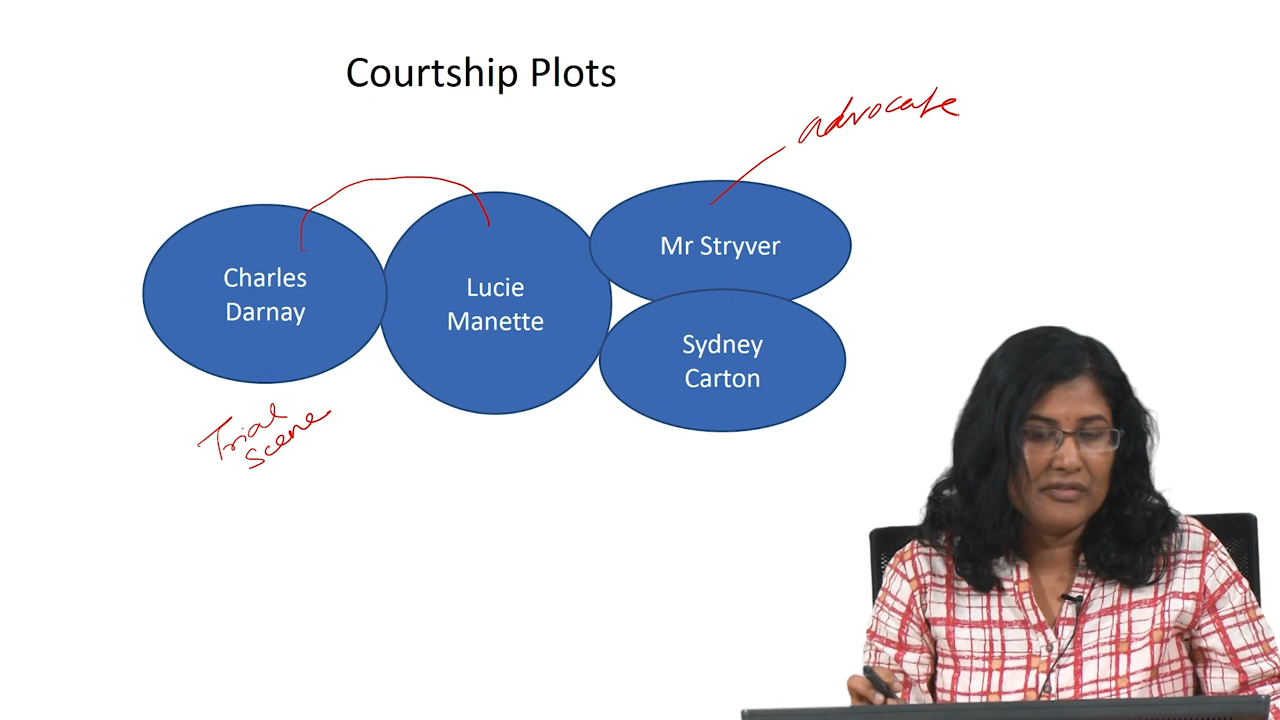 Courtship Plots
advocate
Mr Stryver
Charles
Darnay
Lucie
Manette
Sydney
Carton
Trial
Scene